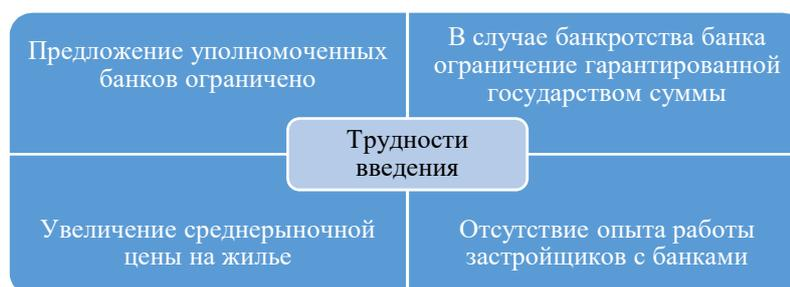 Предложение уполномоченных
банков ограничено
В случае банкротства банка
ограничение гарантированной
государством суммы
Трудности
введения
Увеличение среднерыночной
цены на жилье
Отсутствие опыта работы
застройщиков с банками